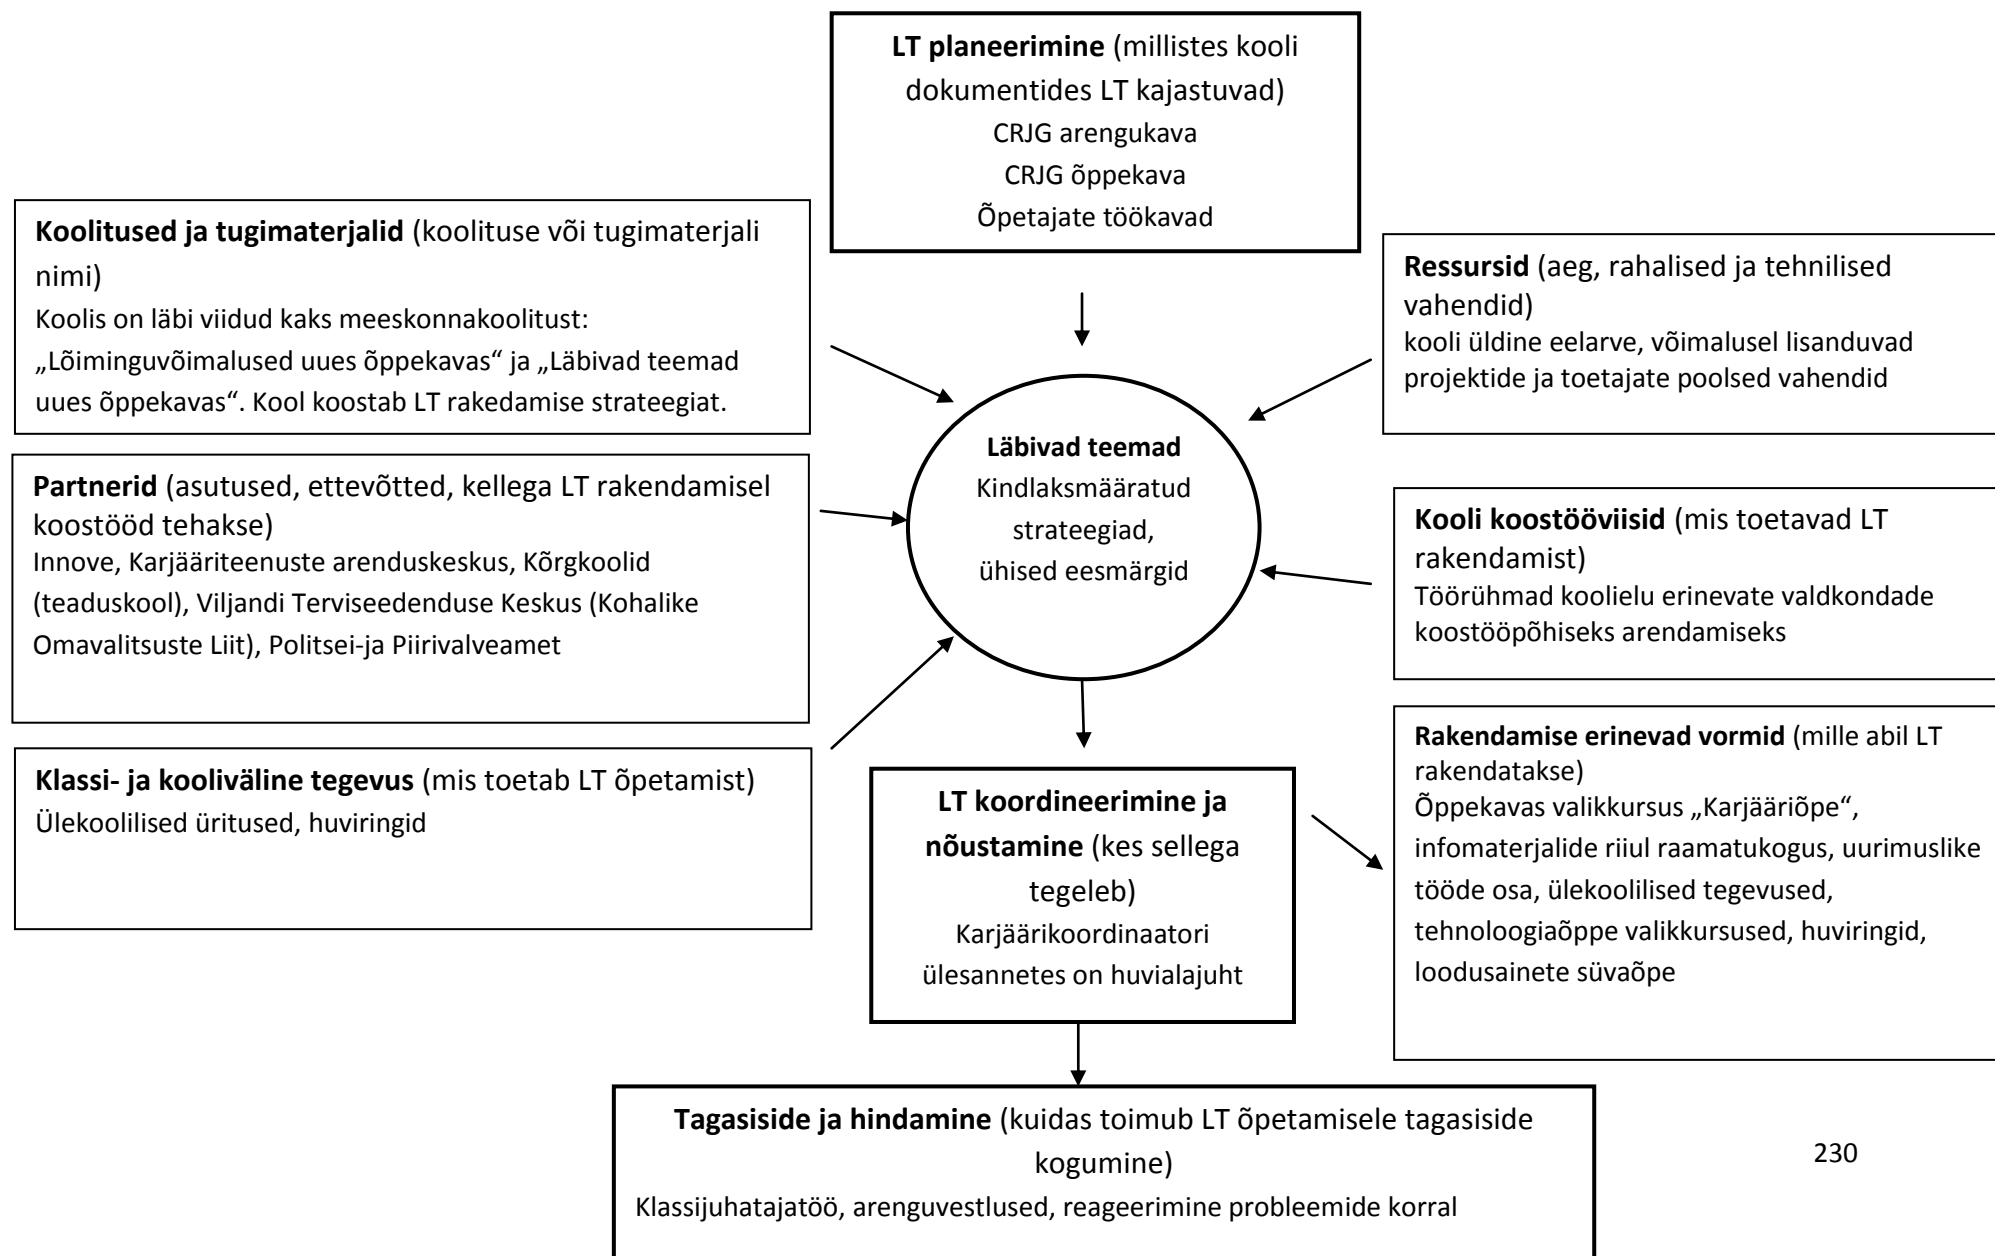 LT planeerimine (millistes kooli
dokumentides LT kajastuvad)
CRJG arengukava
CRJG õppekava
Õpetajate töökavad
Koolitused ja tugimaterjalid (koolituse või tugimaterjali
nimi)
Koolis on läbi viidud kaks meeskonnakoolitust:
„Lõiminguvõimalused uues õppekavas“ ja „Läbivad teemad
uues õppekavas“. Kool koostab LT rakedamise strateegiat.
Ressursid (aeg, rahalised ja tehnilised
vahendid)
kooli üldine eelarve, võimalusel lisanduvad
projektide ja toetajate poolsed vahendid
Läbivad teemad
Kindlaksmääratud
strateegiad,
ühised eesmärgid
Partnerid (asutused, ettevõtted, kellega LT rakendamisel
koostööd tehakse)
Innove, Karjääriteenuste arenduskeskus, Kõrgkoolid
(teaduskool), Viljandi Terviseedenduse Keskus (Kohalike
Omavalitsuste Liit), Politsei-ja Piirivalveamet
Kooli koostööviisid (mis toetavad LT
rakendamist)
Töörühmad koolielu erinevate valdkondade
koostööpõhiseks arendamiseks
Klassi- ja kooliväline tegevus (mis toetab LT õpetamist)
Ülekoolilised üritused, huviringid
LT koordineerimine ja
nõustamine (kes sellega
tegeleb)
Karjäärikoordinaatori
ülesannetes on huvialajuht
Rakendamise erinevad vormid (mille abil LT
rakendatakse)
Õppekavas valikkursus „Karjääriõpe“,
infomaterjalide riiul raamatukogus, uurimuslike
tööde osa, ülekoolilised tegevused,
tehnoloogiaõppe valikkursused, huviringid,
loodusainete süvaõpe
Tagasiside ja hindamine (kuidas toimub LT õpetamisele tagasiside
kogumine)
Klassijuhatajatöö, arenguvestlused, reageerimine probleemide korral
230